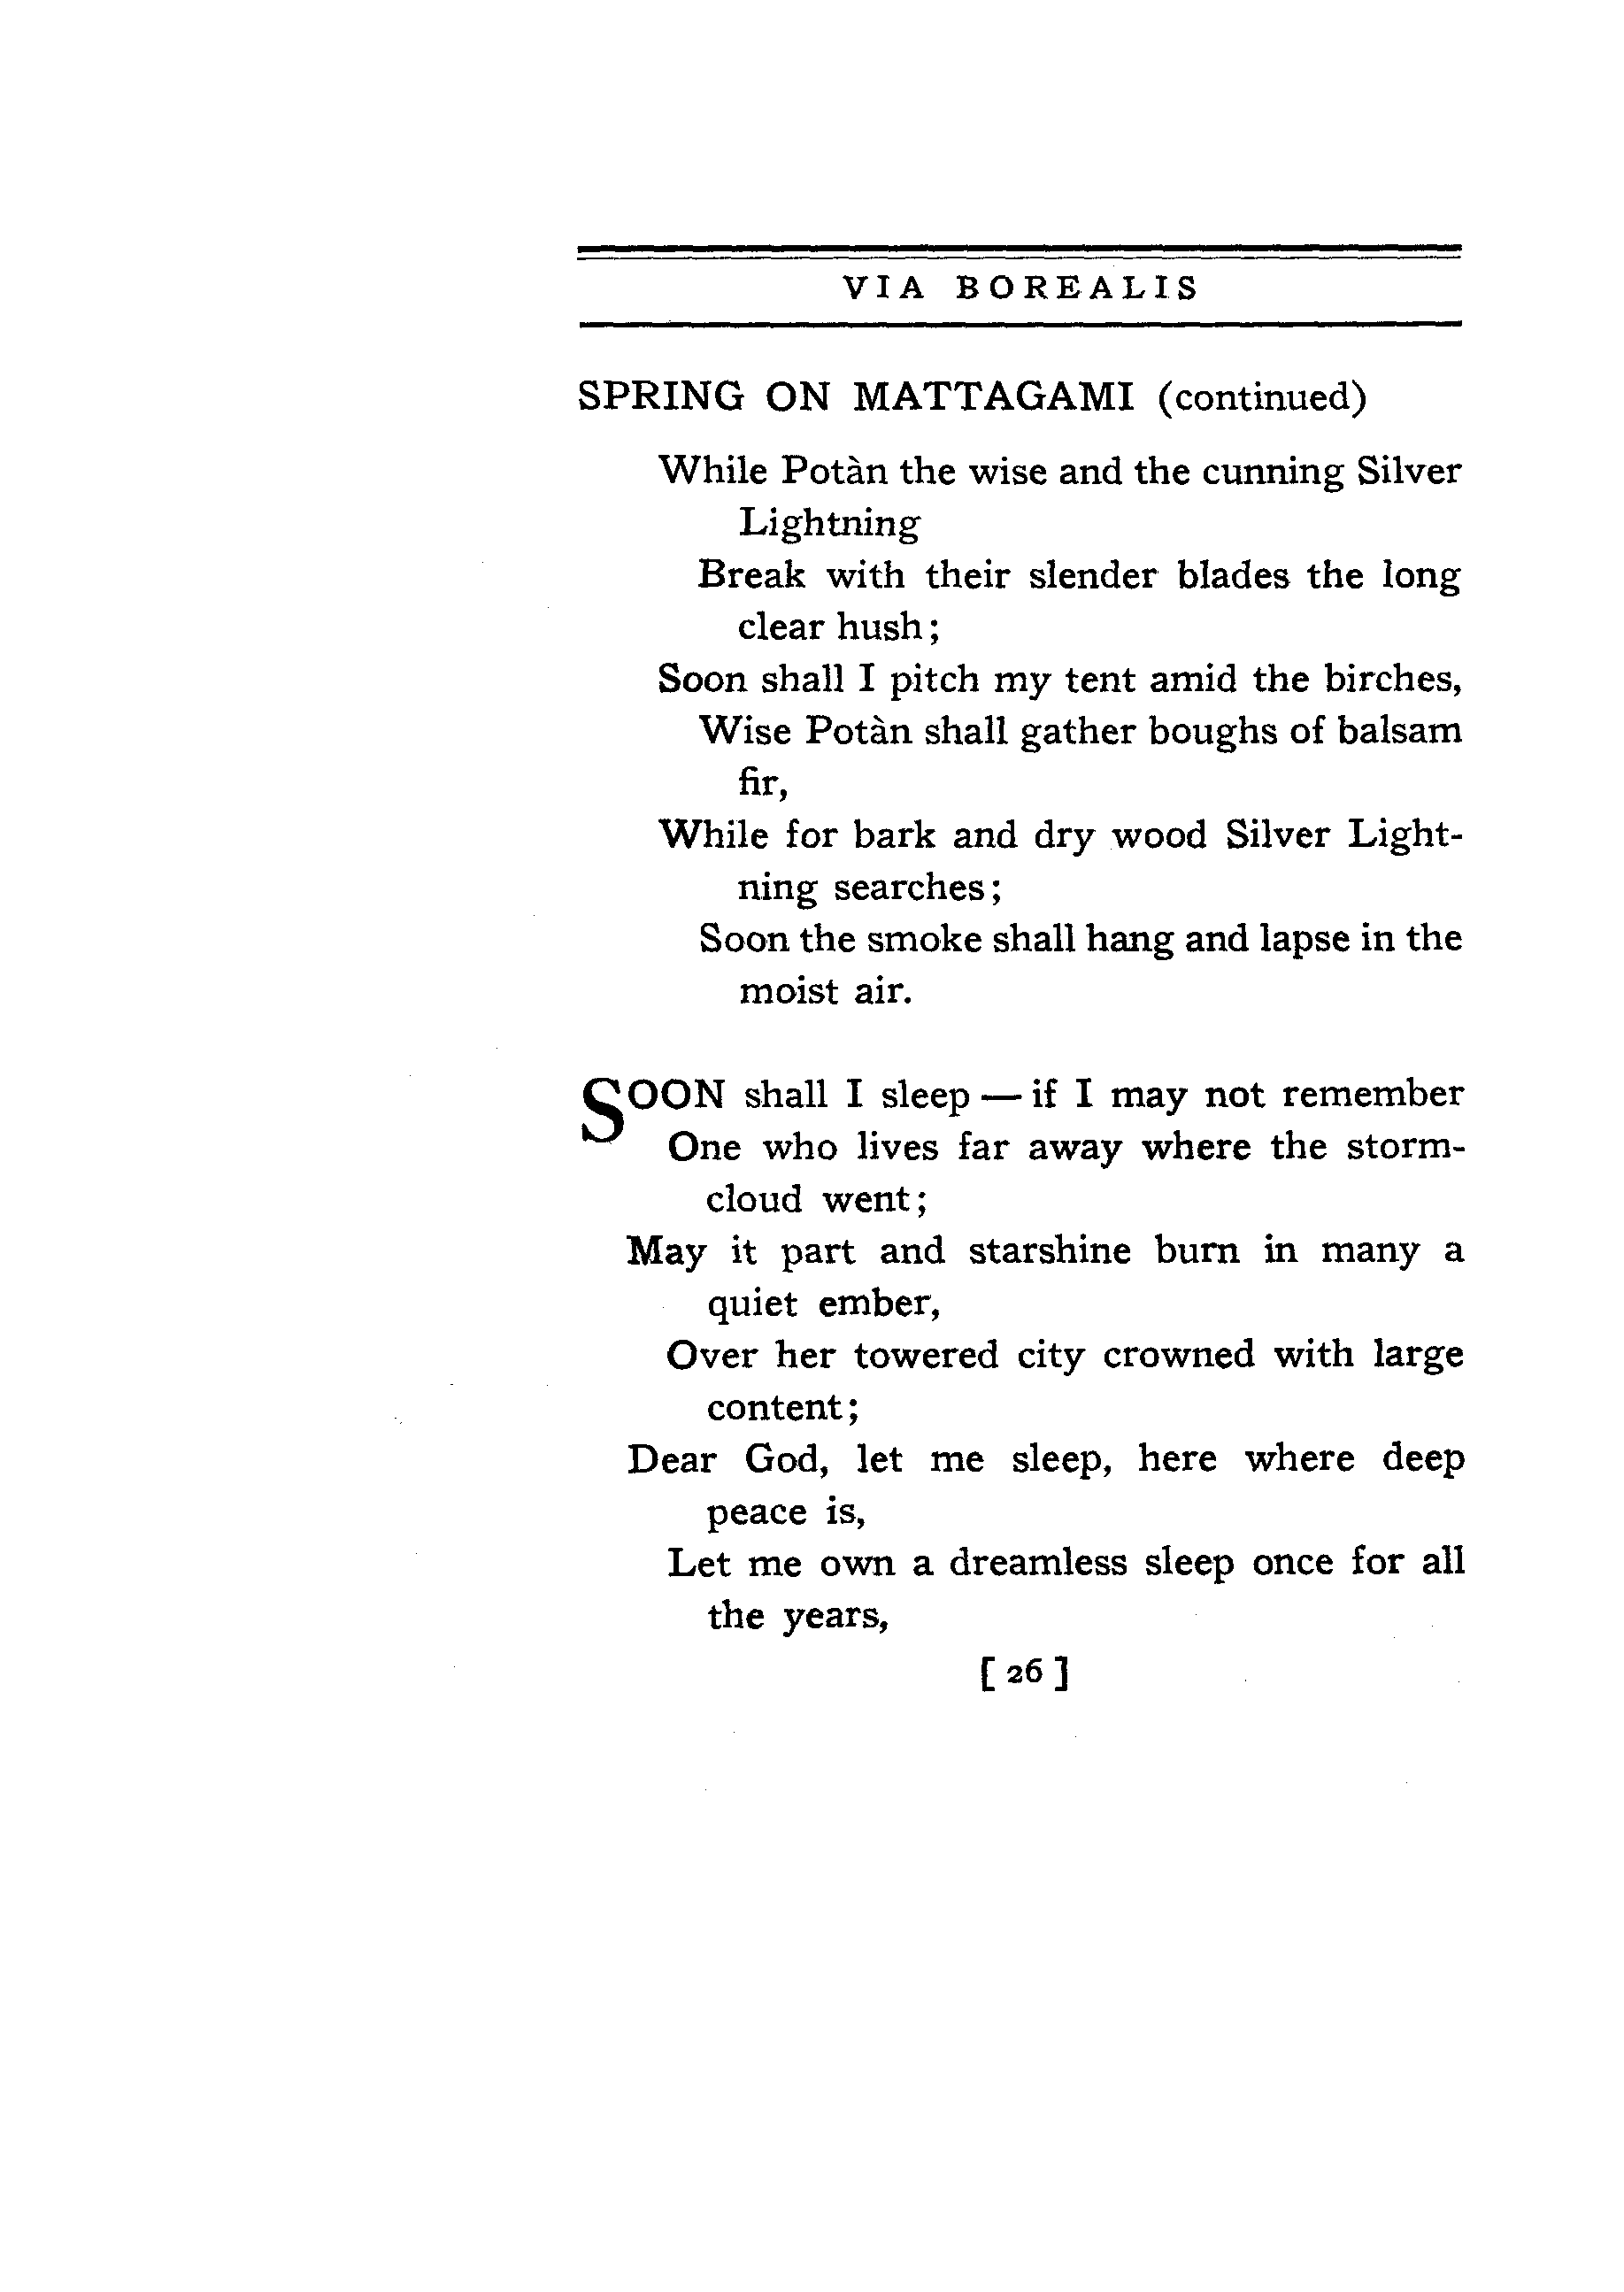 VIA BOREALIS
SPRING ON MATTAGAMI (continued)
While Potàn the wise and the cunning Silver
Lightning
Break with their slender blades the long
clear hush;
Soon shall I pitch my tent amid the birches,
Wise Potàn shall gather boughs of balsam
fir,
While for bark and dry wood Silver Light-
ning searches;
Soon the smoke shall hang and lapse in the
moist air.
SOON shall I sleep — if I may not remember
One who lives far away where the storm-
cloud went;
May it part and starshine burn in many a
quiet ember,
Over her towered city crowned with large
content;
Dear God, let me sleep, here where deep
peace is,
Let me own a dreamless sleep once for all
the years,
[ 26 ]